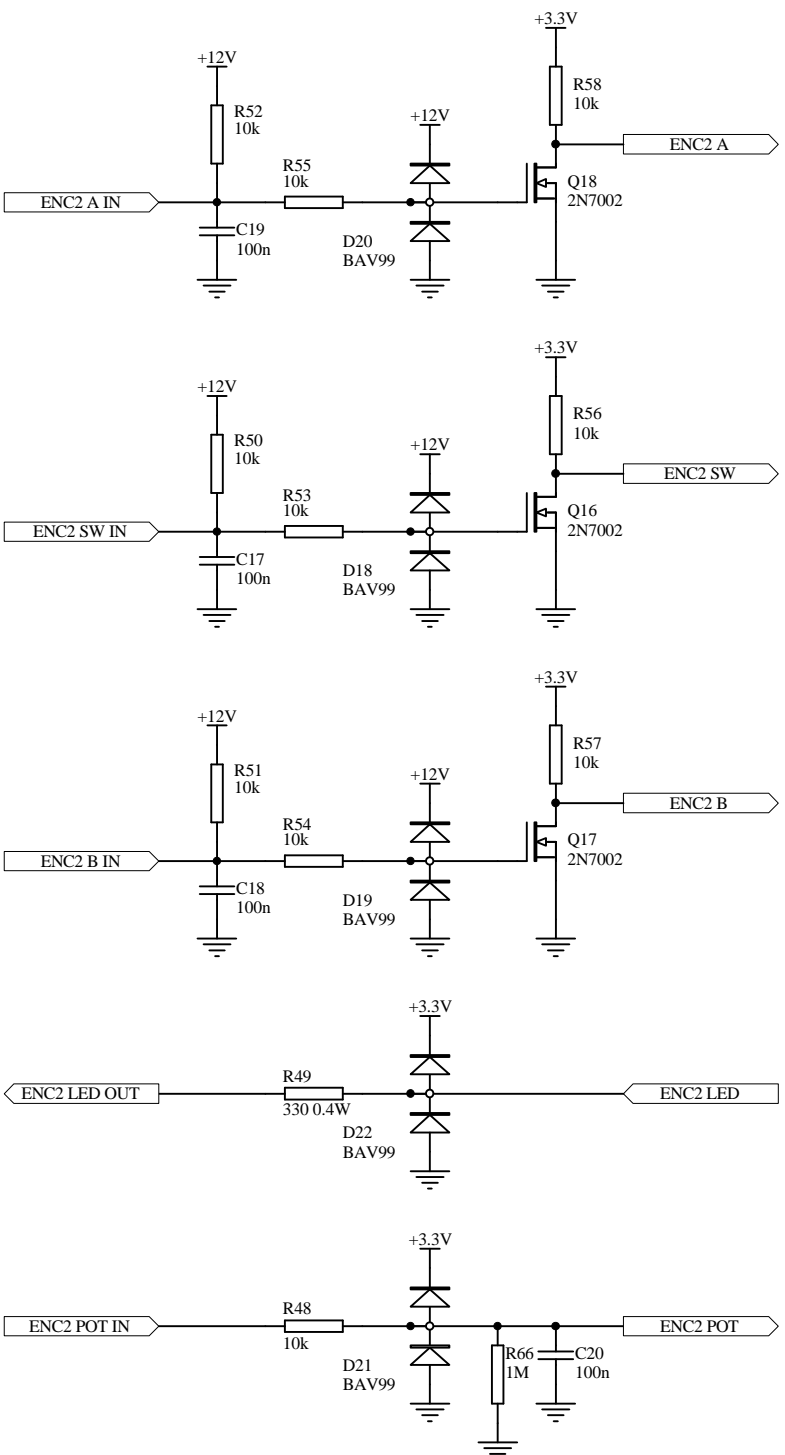 +3.3V
+12V
R58
10k
R52
10k
+12V
ENC2 A
R55
10k
Q18
2N7002
ENC2 A IN
C19
100n
D20
BAV99
+3.3V
+12V
R56
10k
R50
10k
+12V
ENC2 SW
R53
10k
Q16
2N7002
ENC2 SW IN
C17
100n
D18
BAV99
+3.3V
+12V
R57
10k
R51
10k
+12V
ENC2 B
R54
10k
Q17
2N7002
ENC2 B IN
C18
100n
D19
BAV99
+3.3V
R49
ENC2 LED OUT
ENC2 LED
330 0.4W
D22
BAV99
+3.3V
R48
ENC2 POT IN
ENC2 POT
10k
R66
1M
C20
100n
D21
BAV99